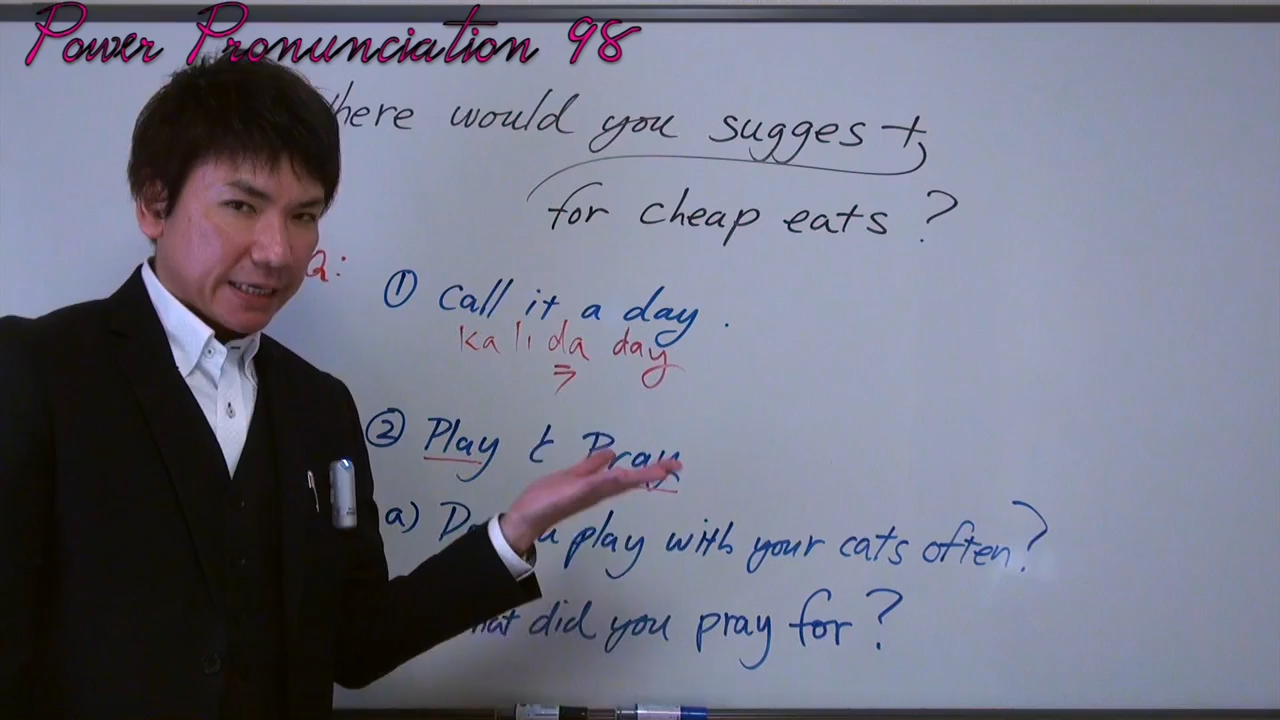 Power Pronunciation 98
here would you suggest,
for cheap eats?
Q:
① Call it a day.
ka li da day
② Play と Pray
a) play with your cats often?
did you pray for?